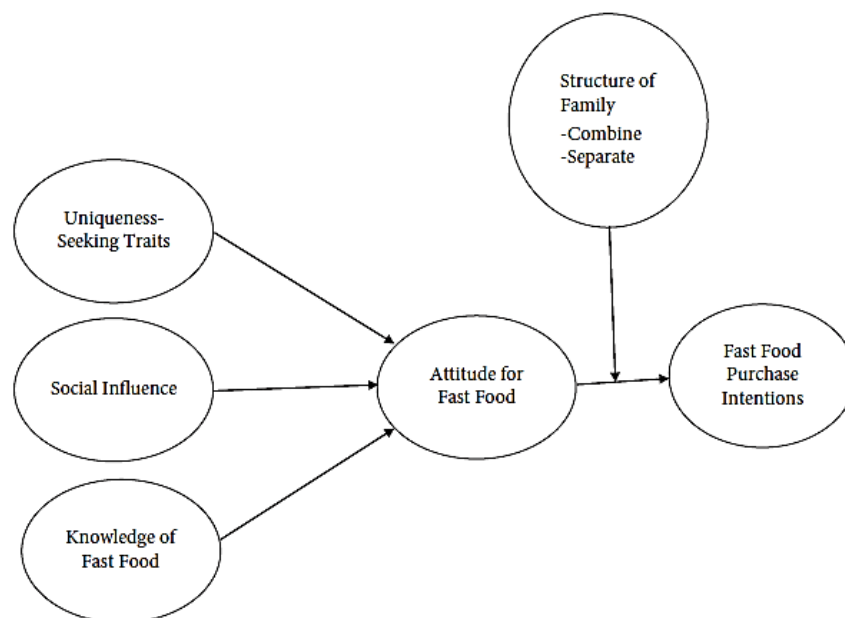 Structure of
Family
-Combine
-Separate
Uniqueness-
Seeking Traits
Social Influence
Attitude for
Fast Food
Fast Food
Purchase
Intentions
Knowledge of
Fast Food